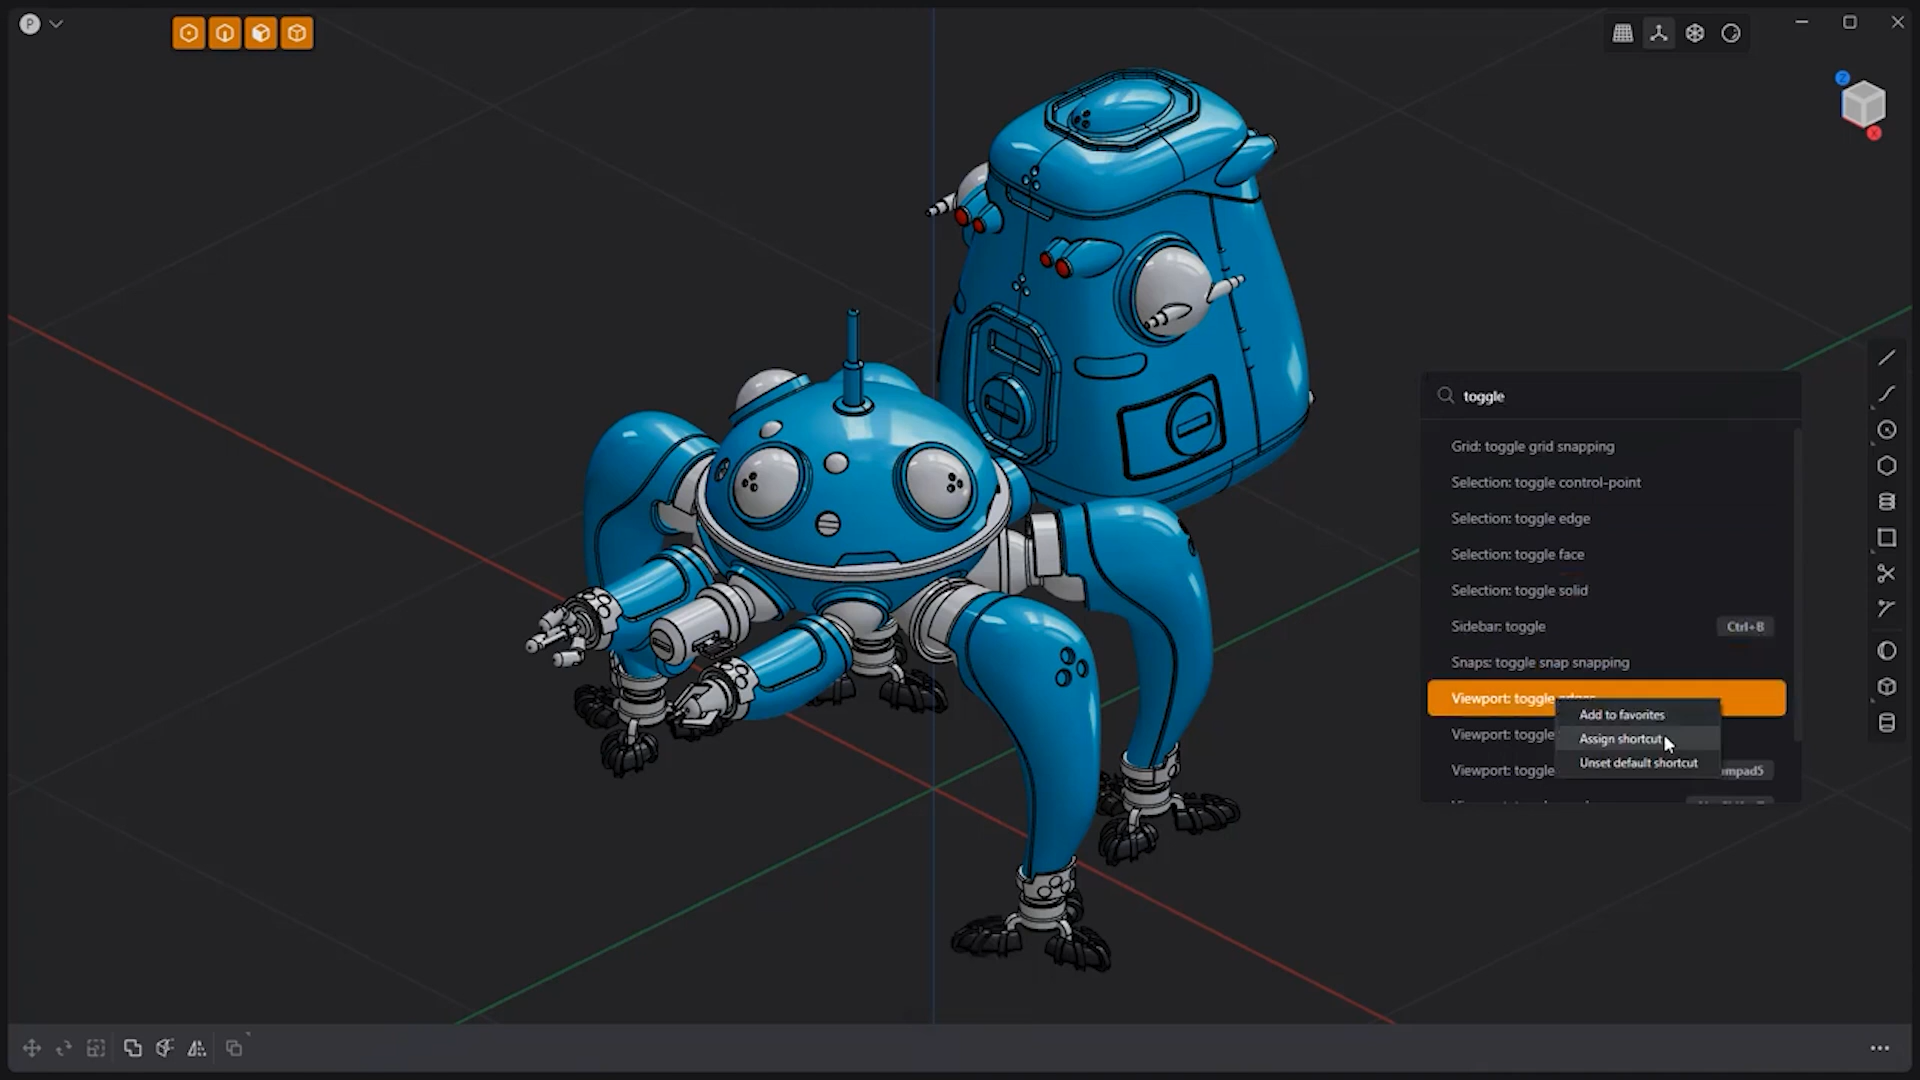 P
Z
X
toggle
Grid: toggle grid snapping
Selection: toggle control-point
Selection: toggle edge
Selection: toggle face
Selection: toggle solid
Sidebar: toggle
Ctrl+B
Snaps: toggle snap snapping
Viewport: toggle edges
Add to favorites
Viewport: toggle
Assign shortcut
Unset default shortcut
Viewport: toggle
mpad5